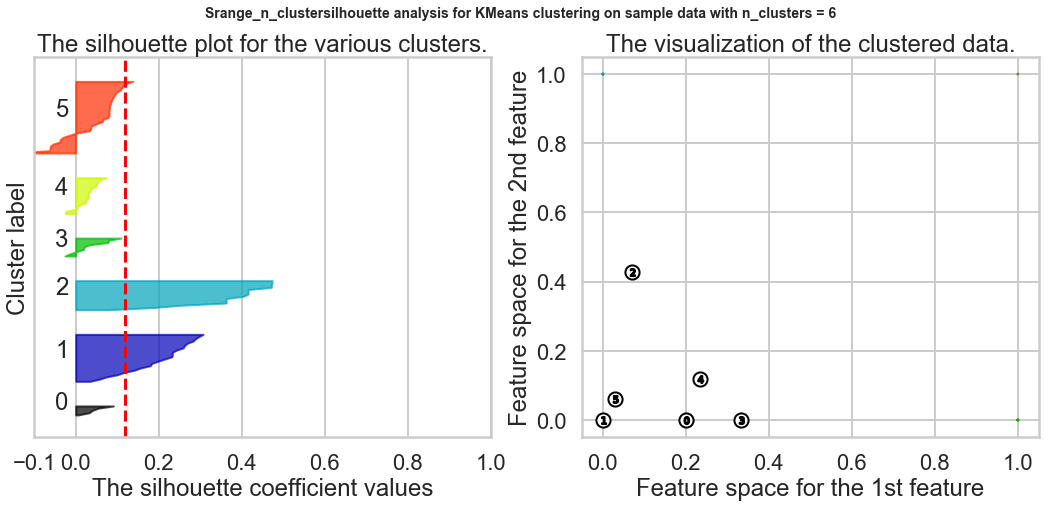 Srange_n_clustersilhouette analysis for KMeans clustering on sample data with n_clusters = 6
The silhouette plot for the various clusters.
5
4
3
2
1
0
Cluster label
−0.1 0.0 0.2 0.4 0.6 0.8 1.0
The silhouette coefficient values
The visualization of the clustered data.
1.0
0.8
0.6
0.4
0.2
0.0
Feature space for the 2nd feature
2
4
5
1 0 3
0.0 0.2 0.4 0.6 0.8 1.0
Feature space for the 1st feature